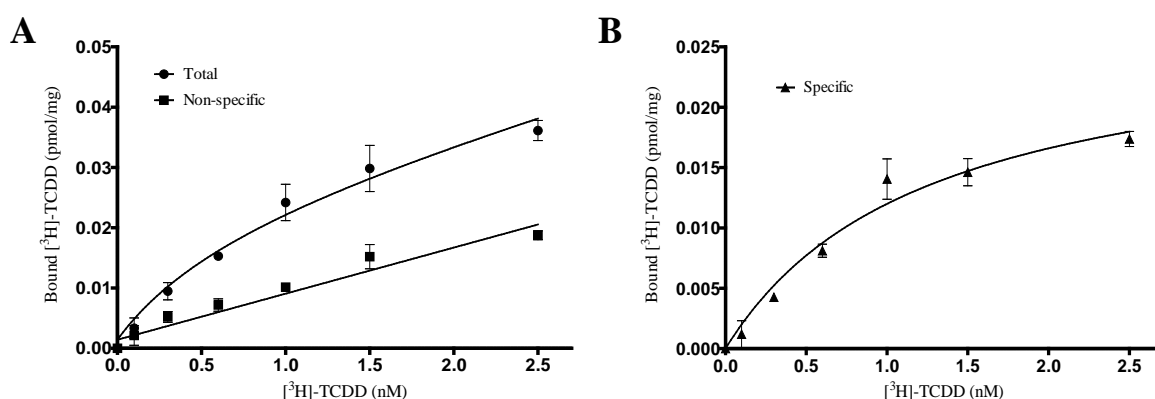 A
Bound [³H]-TCDD (pmol/mg)
0.05
0.04
0.03
0.02
0.01
0.00
Total
Non-specific
0.0 0.5 1.0 1.5 2.0 2.5
[³H]-TCDD (nM)
B
Bound [³H]-TCDD (pmol/mg)
0.025
0.020
0.015
0.010
0.005
0.000
Specific
0.0 0.5 1.0 1.5 2.0 2.5
[³H]-TCDD (nM)